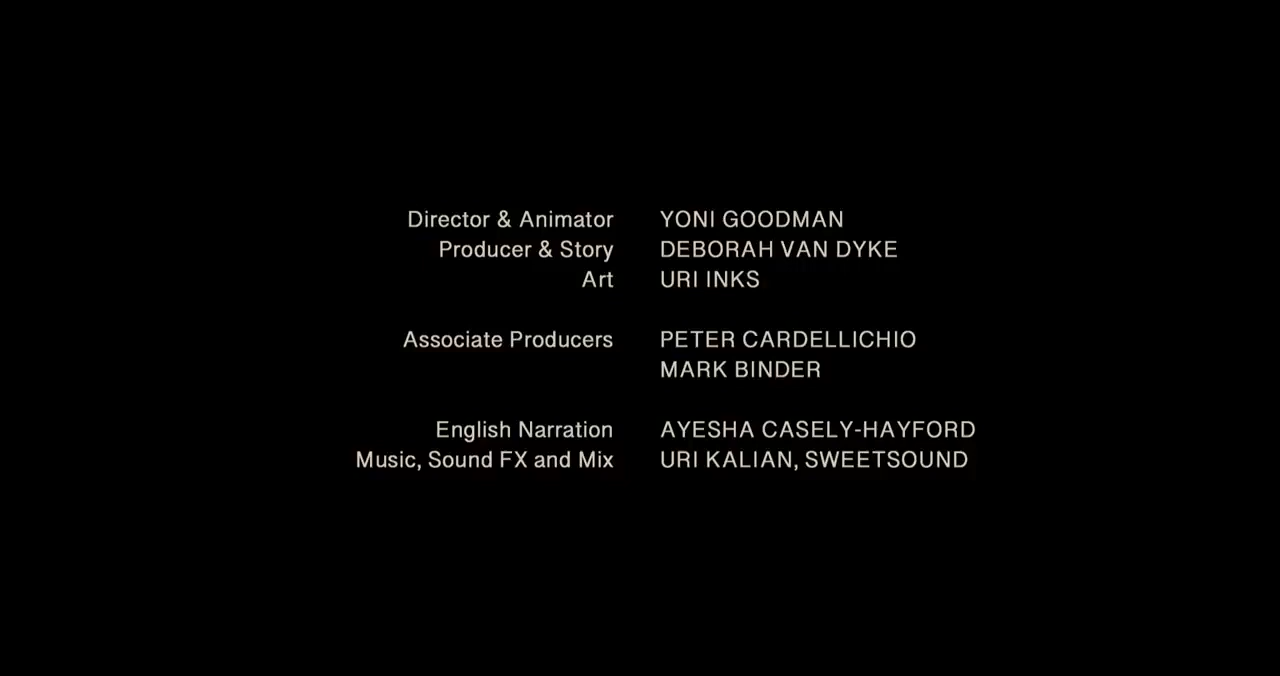 Director & Animator YONI GOODMAN
Producer & Story DEBORAH VAN DYKE
Art URI INKS
Associate Producers PETER CARDELLICHIO
MARK BINDER
English Narration AYESHA CASELY-HAYFORD
Music, Sound FX and Mix URI KALIAN, SWEETSOUND